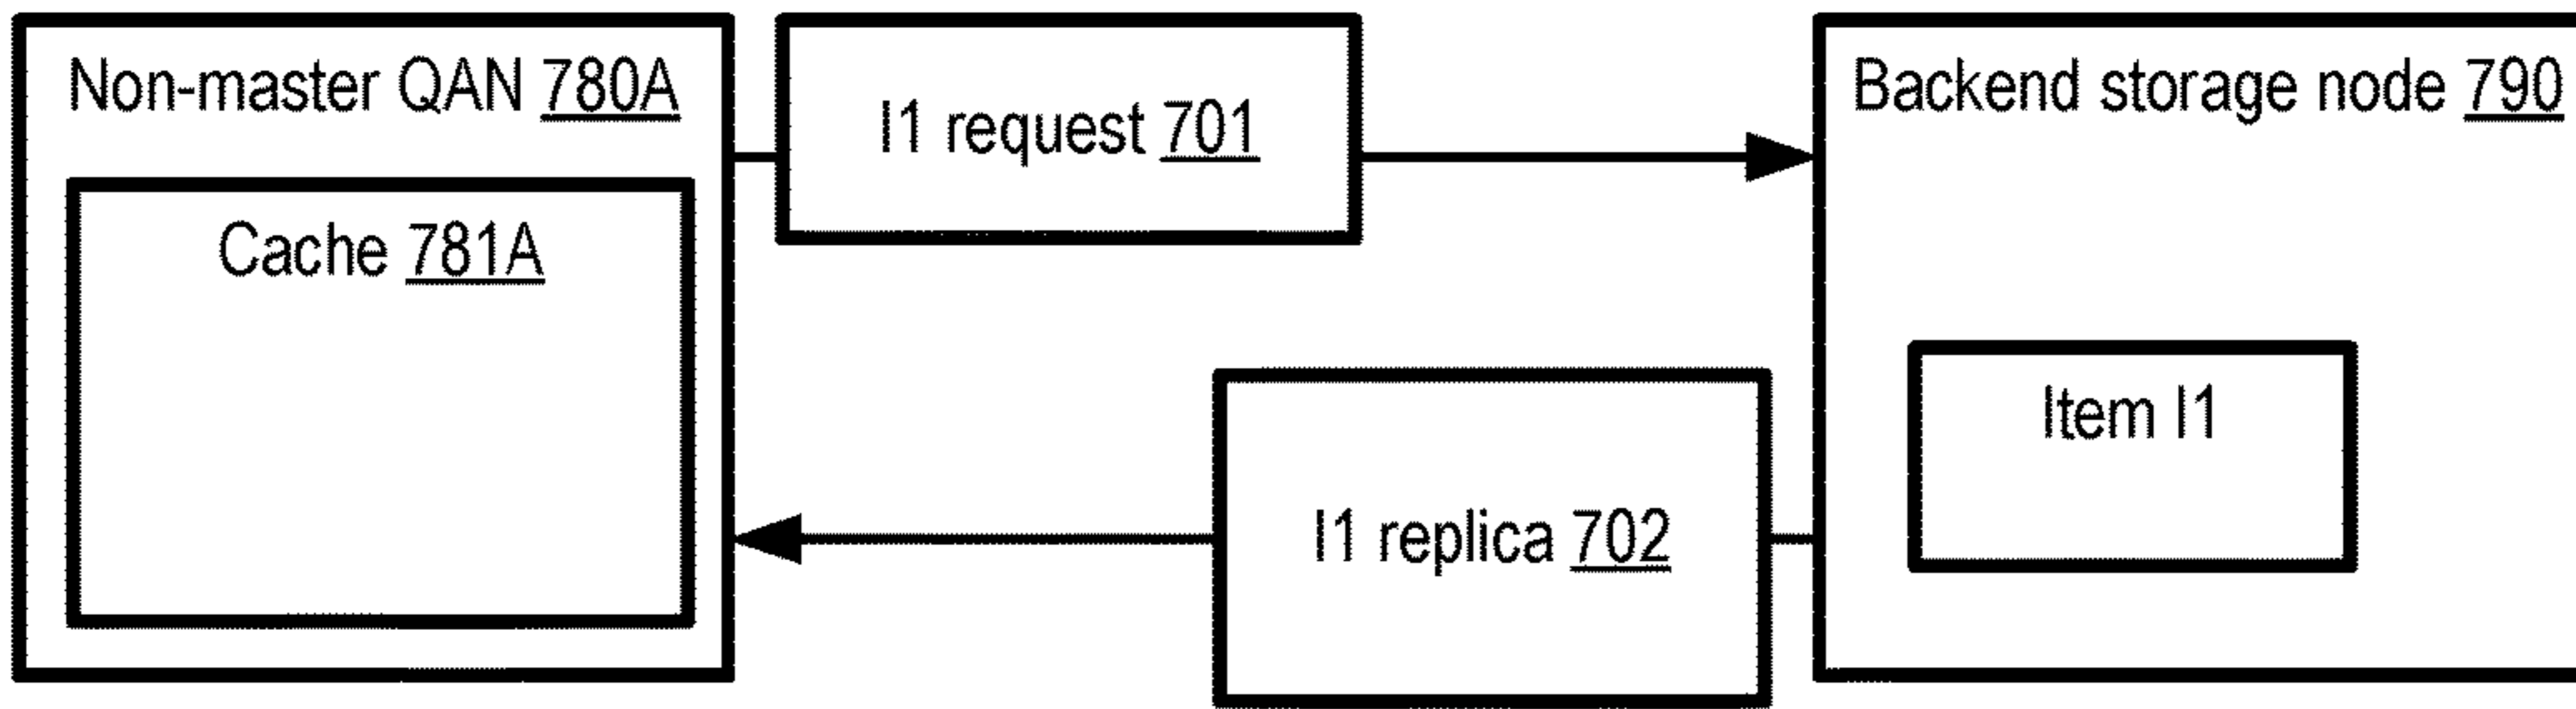 Non-master QAN 780A
Cache 781A
I1 request 701
I1 replica 702
Backend storage node 790
Item I1